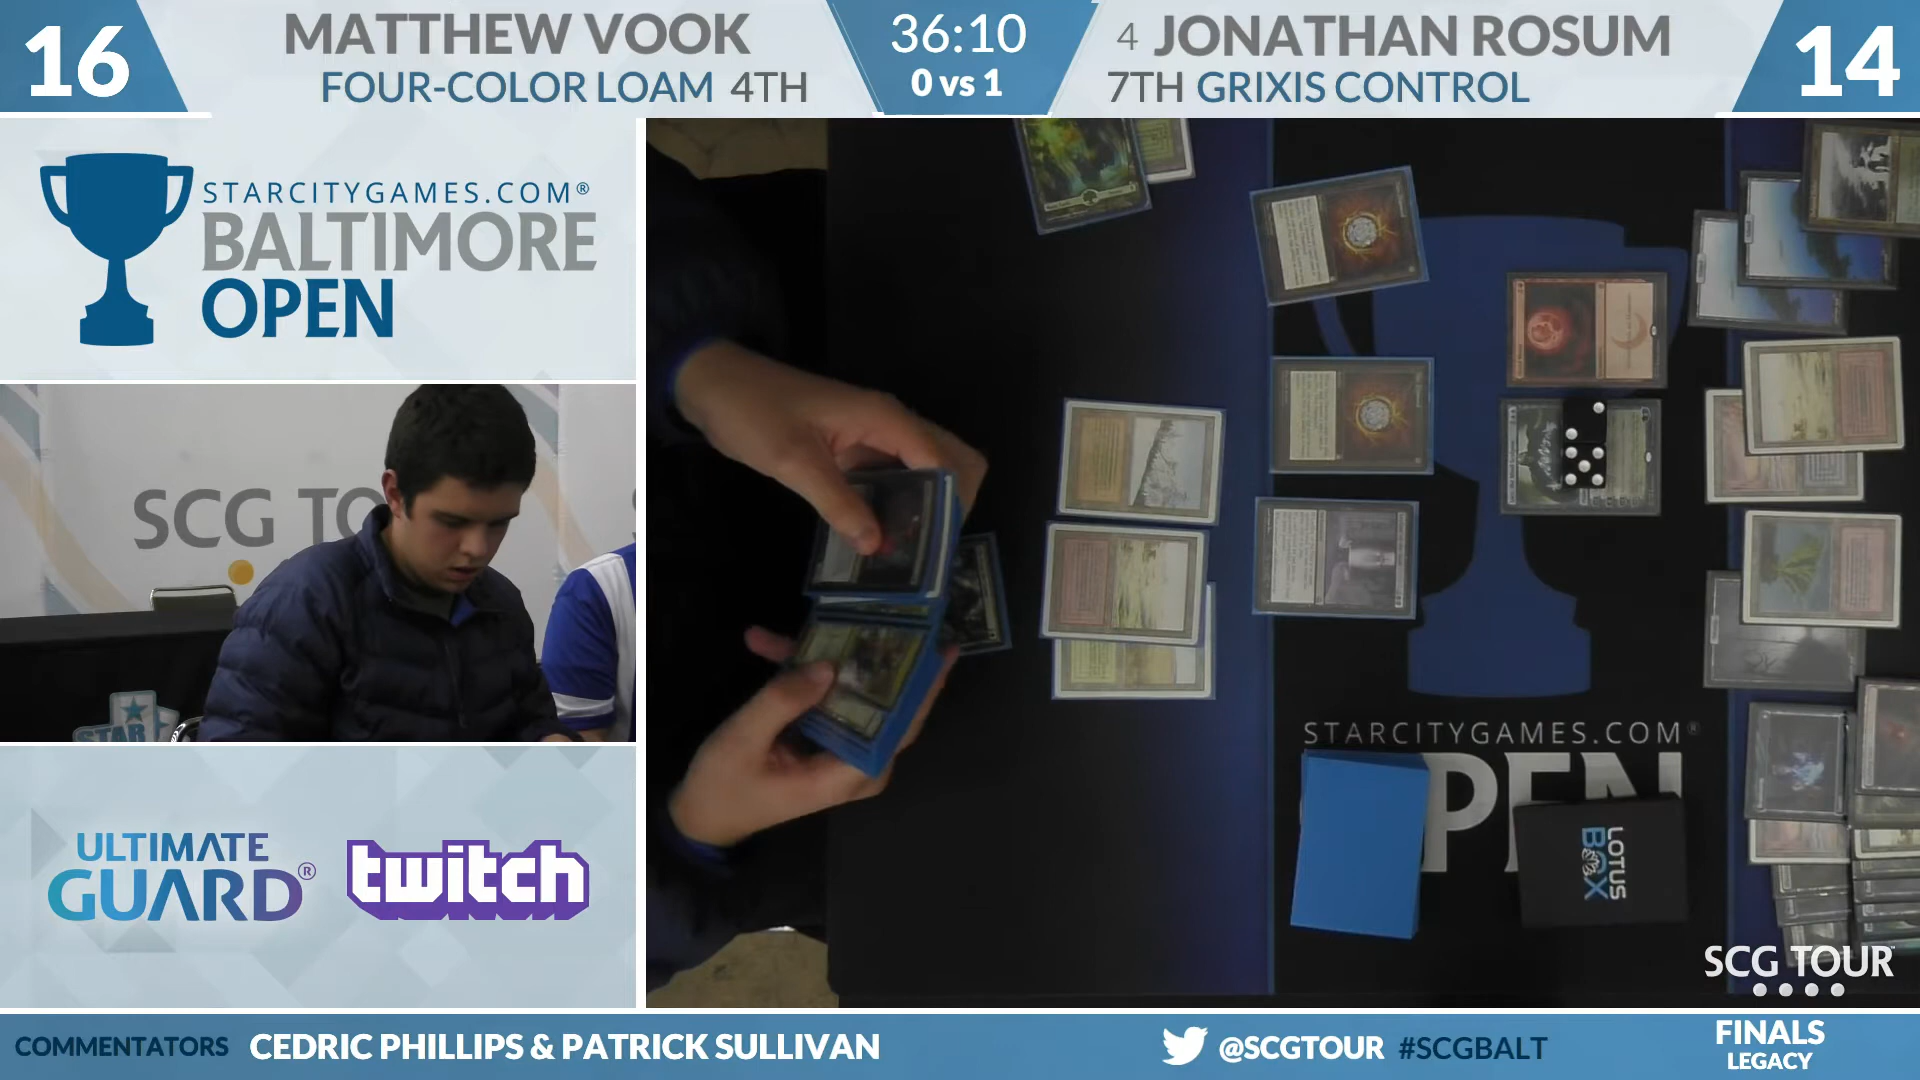 16
MATTHEW VOOK
FOUR-COLOR LOAM 4TH
36:10
0 vs 1
4 JONATHAN ROSUM
7TH GRIXIS CONTROL
14
STARCITYGAMES.COM®
BALTIMORE
OPEN
SCG TO
STAR
ULTIMATE
GUARD®
twitch
STARCITYGAMES.COM®
OPEN
LOTUS
BOX
SCG TOUR
COMMENTATORS CEDRIC PHILLIPS & PATRICK SULLIVAN
@SCGTOUR #SCGBALT
FINALS
LEGACY